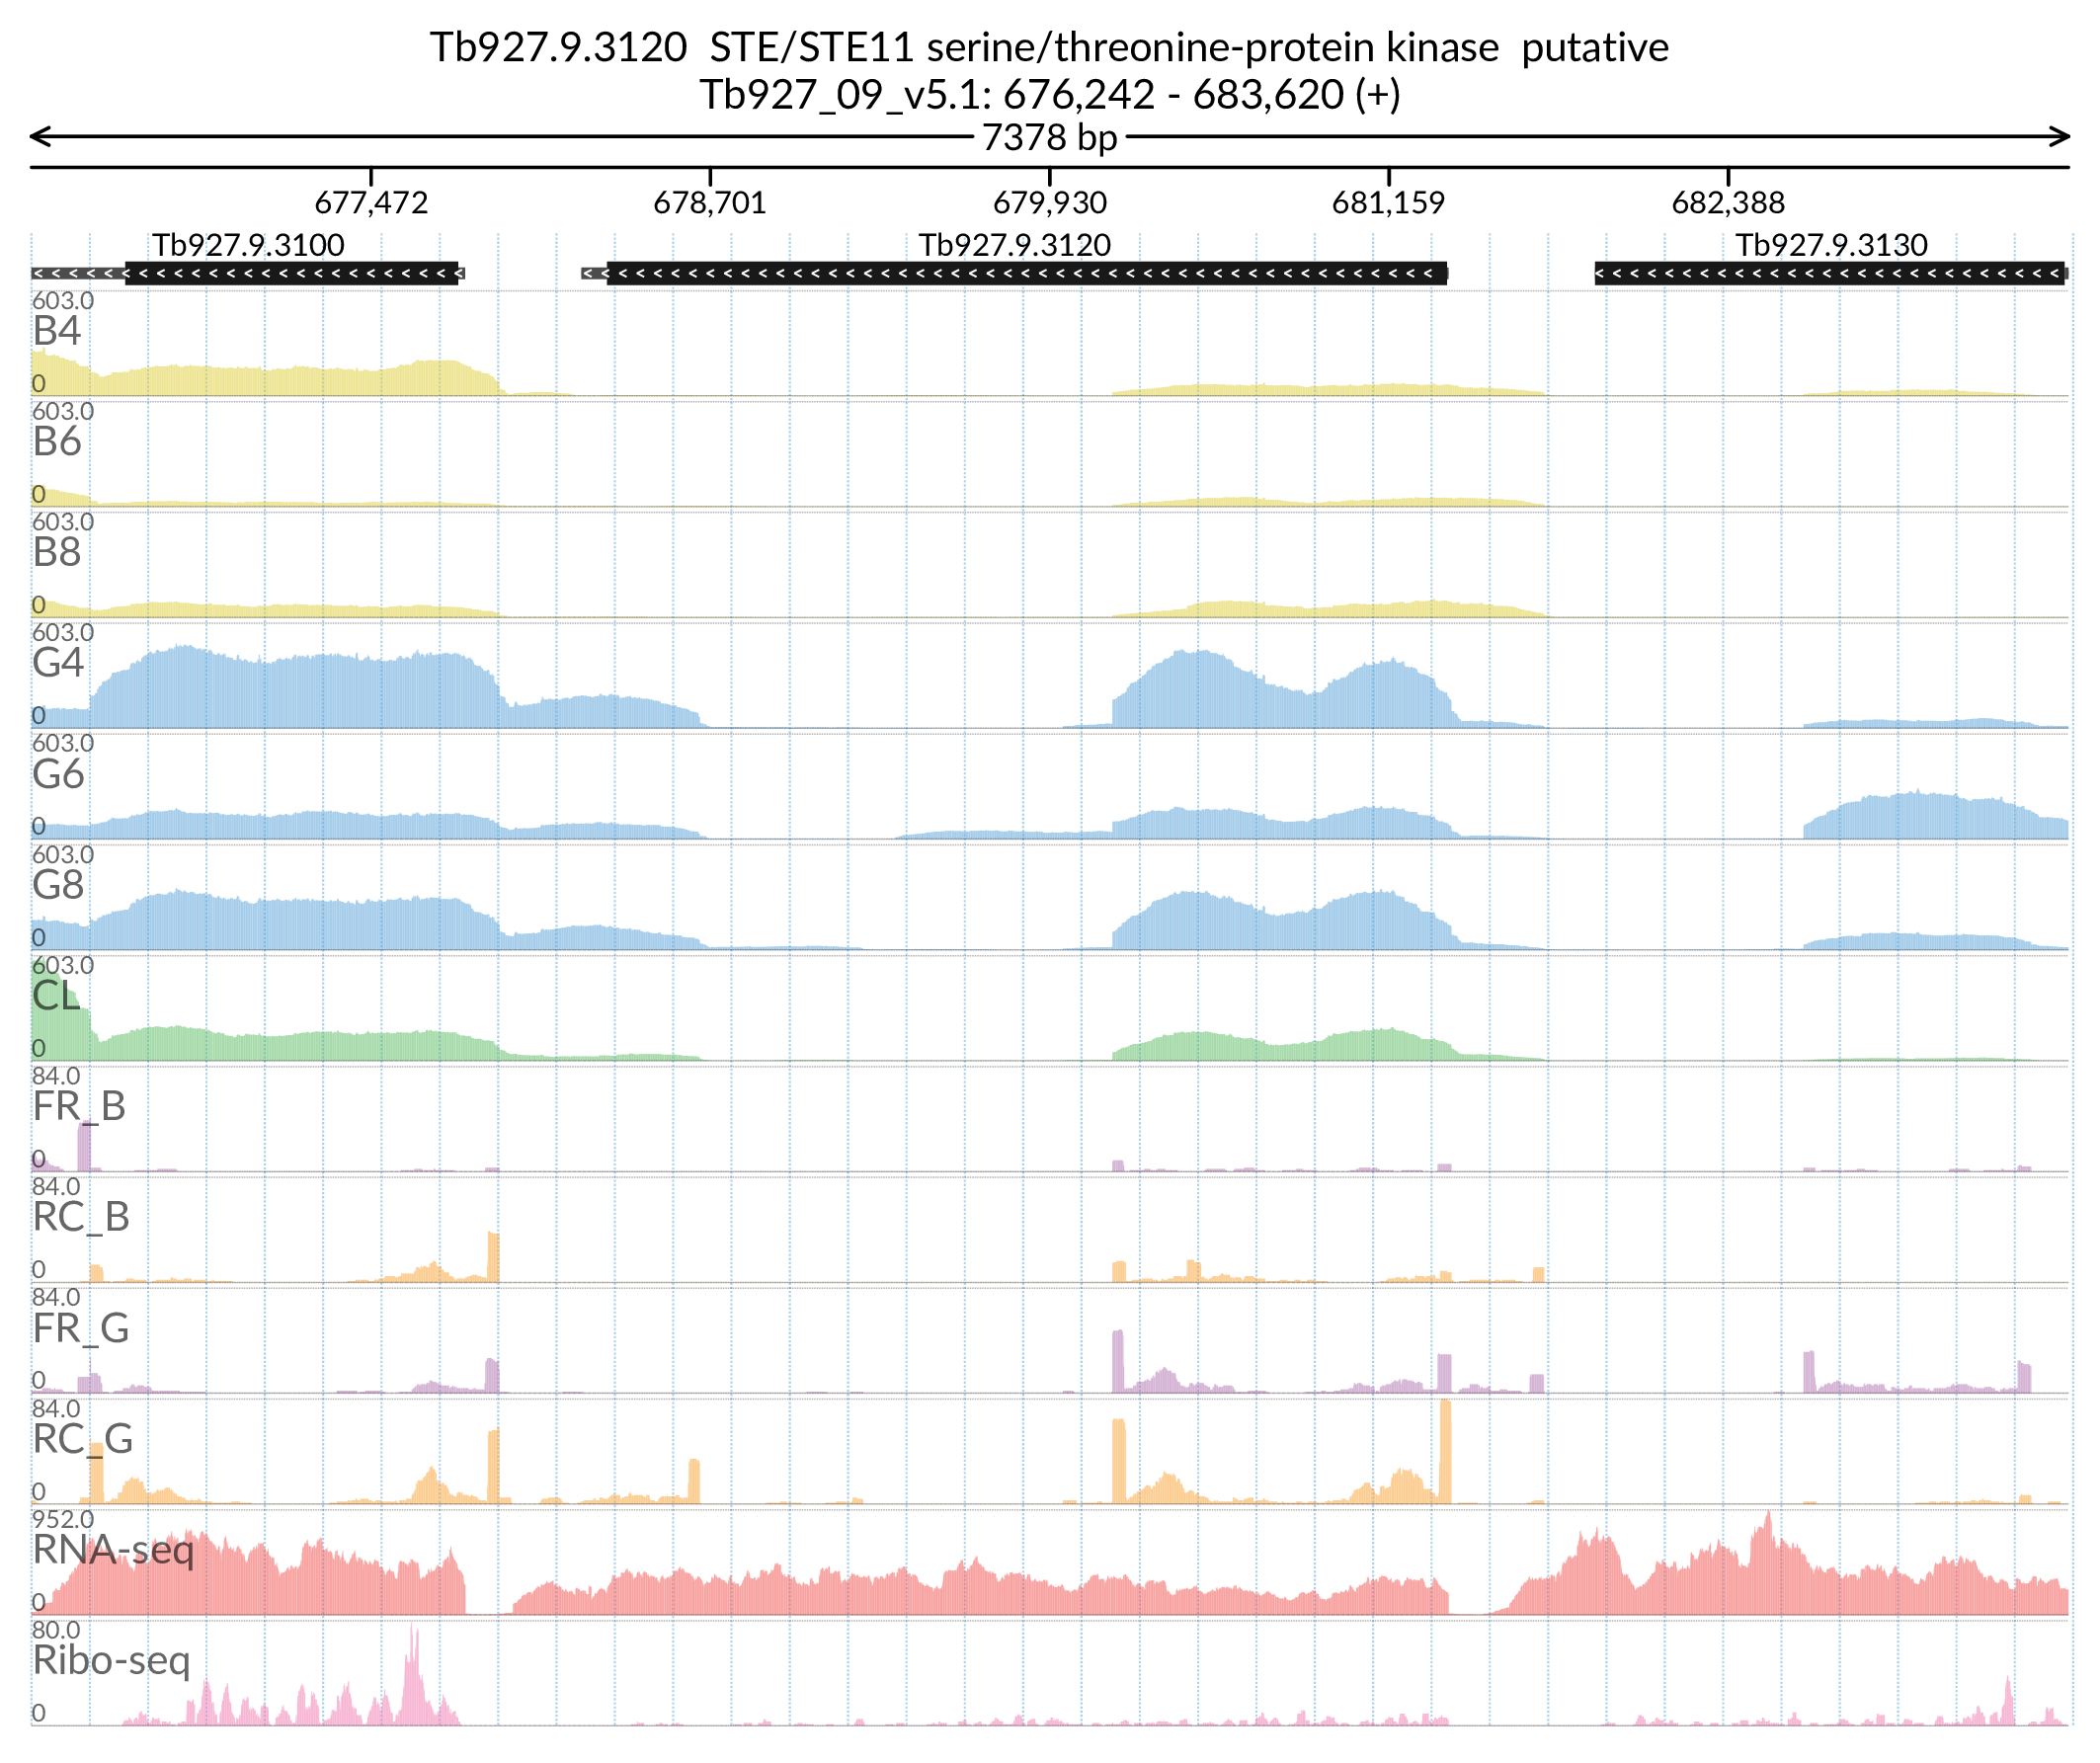 Tb927.9.3120  STE/STE11 serine/threonine-protein kinase  putative
Tb927_09_v5.1: 676,242 - 683,620 (+)
7378 bp
677,472 678,701 679,930 681,159 682,388
Tb927.9.3100 Tb927.9.3120 Tb927.9.3130
603.0
B4
0
603.0
B6
0
603.0
B8
0
603.0
G4
0
603.0
G6
0
603.0
G8
0
603.0
CL
0
84.0
FR_B
0
84.0
RC_B
0
84.0
FR_G
0
84.0
RC_G
0
952.0
RNA-seq
0
80.0
Ribo-seq
0